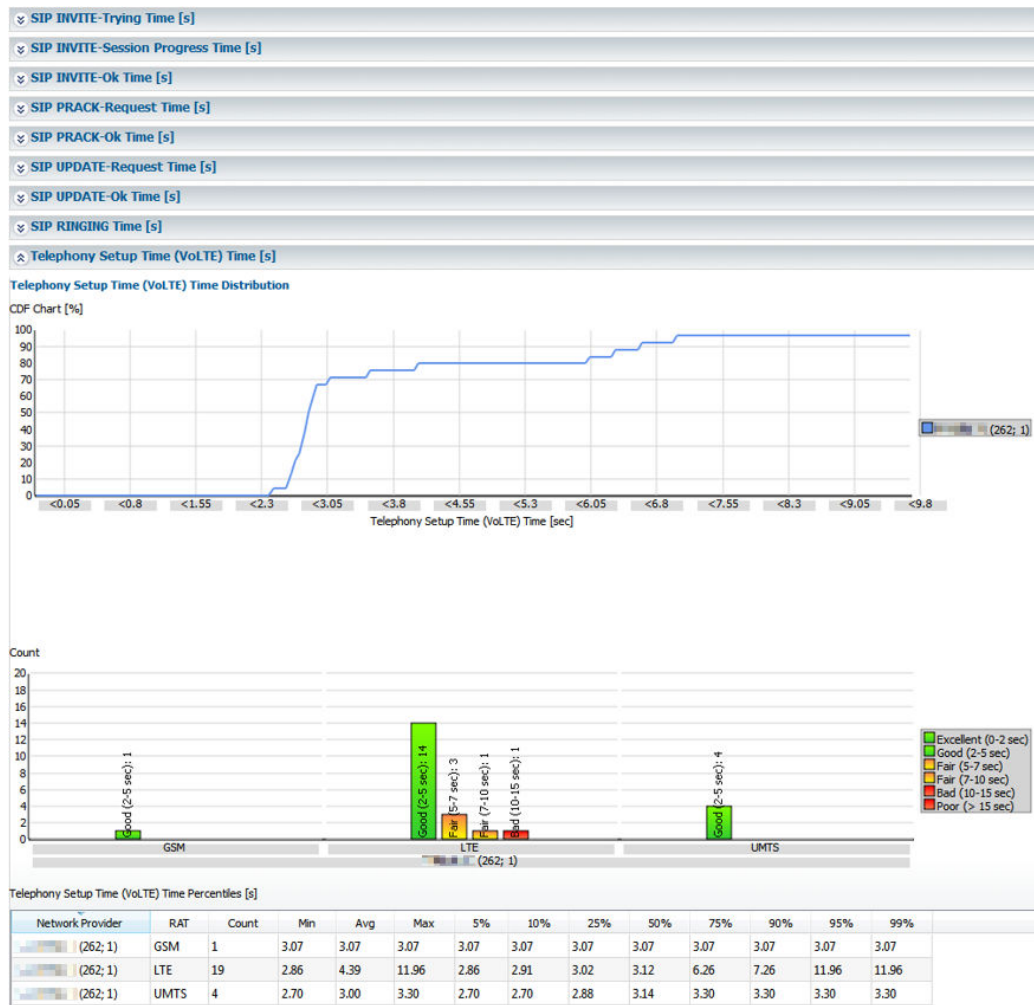 SIP INVITE-Trying Time [s]
SIP INVITE-Session Progress Time [s]
SIP INVITE-Ok Time [s]
SIP PRACK-Request Time [s]
SIP PRACK-Ok Time [s]
SIP UPDATE-Request Time [s]
SIP UPDATE-Ok Time [s]
SIP RINGING Time [s]
Telephony Setup Time (VoLTE) Time [s]
Telephony Setup Time (VoLTE) Time Distribution
CDF Chart [%]
100
90
80
70
60
50
40
30
20
10
0
(262; 1)
<0.05 <0.8 <1.55 <2.3 <3.05 <3.8 <4.55 <5.3 <6.05 <6.8 <7.55 <8.3 <9.05 <9.8
Telephony Setup Time (VoLTE) Time [sec]
Count
20
18
16
14
12
10
8
6
4
2
0
Good (2-5 sec): 1
Good (2-5 sec): 14
Fair (5-7 sec): 3
Fair (7-10 sec): 1
Bad (10-15 sec): 1
Good (2-5 sec): 4
Excellent (0-2 sec)
Good (2-5 sec)
Fair (5-7 sec)
Fair (7-10 sec)
Bad (10-15 sec)
Poor (> 15 sec)
GSM LTE UMTS
(262; 1)
Telephony Setup Time (VoLTE) Time Percentiles [s]
Network Provider RAT Count Min Avg Max 5% 10% 25% 50% 75% 90% 95% 99%
(262; 1) GSM 1 3.07 3.07 3.07 3.07 3.07 3.07 3.07 3.07 3.07 3.07 3.07
(262; 1) LTE 19 2.86 4.39 11.96 2.86 2.91 3.02 3.12 6.26 7.26 11.96 11.96
(262; 1) UMTS 4 2.70 3.00 3.30 2.70 2.70 2.88 3.14 3.30 3.30 3.30 3.30